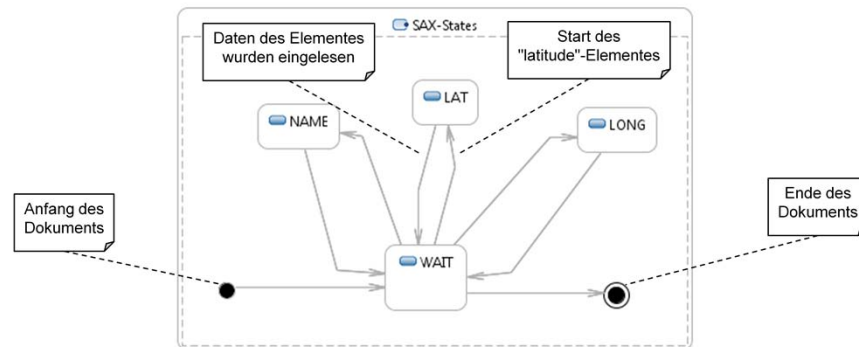 SAX-States
Daten des Elementes
wurden eingelesen
Start des
"latitude"-Elementes
LAT
NAME
LONG
Anfang des
Dokuments
Ende des
Dokuments
WAIT